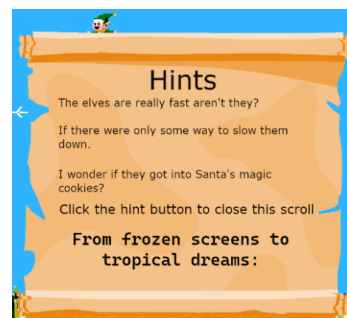 Hints
The elves are really fast aren't they?
If there were only some way to slow them
down.
I wonder if they got into Santa's magic
cookies?
Click the hint button to close this scroll
From frozen screens to
tropical dreams: